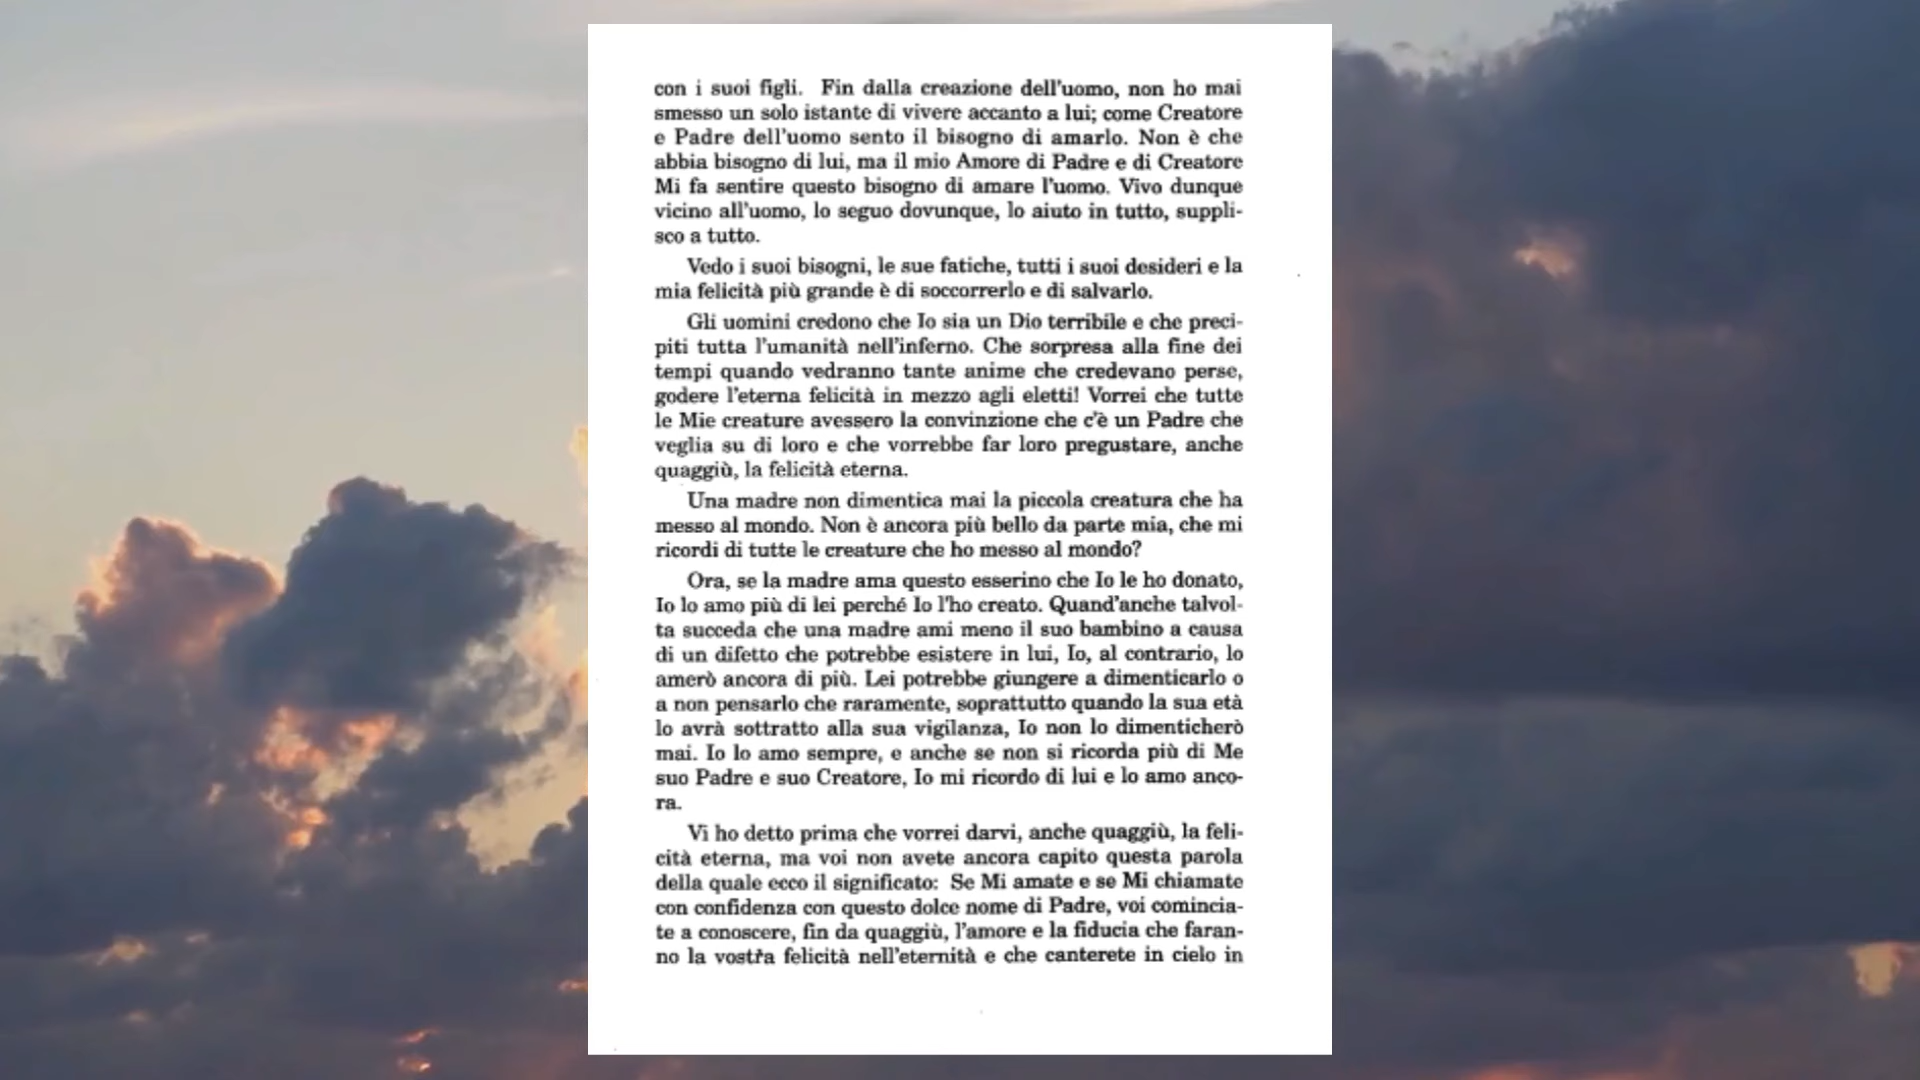 con i suoi figli. Fin dalla creazione dell'uomo, non ho mai
smesso un solo istante di vivere accanto a lui; come Creatore
e Padre dell'uomo sento il bisogno di amarlo. Non è che
abbia bisogno di lui, ma il mio Amore di Padre e di Creatore
Mi fa sentire questo bisogno di amare l'uomo. Vivo dunque
vicino all'uomo, lo seguo dovunque, lo aiuto in tutto, suppli-
sco a tutto.
Vedo i suoi bisogni, le sue fatiche, tutti i suoi desideri e la
mia felicità più grande è di soccorrerlo e di salvarlo.
Gli uomini credono che Io sia un Dio terribile e che preci-
piti tutta l'umanità nell'inferno. Che sorpresa alla fine dei
tempi quando vedranno tante anime che credevano perse,
godere l'eterna felicità in mezzo agli eletti! Vorrei che tutte
le Mie creature avessero la convinzione che c'è un Padre che
veglia su di loro e che vorrebbe far loro pregustare, anche
quaggiù, la felicità eterna.
Una madre non dimentica mai la piccola creatura che ha
messo al mondo. Non è ancora più bello da parte mia, che mi
ricordi di tutte le creature che ho messo al mondo?
Ora, se la madre ama questo esserino che Io le ho donato,
Io lo amo più di lei perché Io l'ho creato. Quand'anche talvol-
ta succeda che una madre ami meno il suo bambino a causa
di un difetto che potrebbe esistere in lui, Io, al contrario, lo
amerò ancora di più. Lei potrebbe giungere a dimenticarlo o
a non pensarlo che raramente, soprattutto quando la sua età
lo avrà sottratto alla sua vigilanza, Io non lo dimenticherò
mai. Io lo amo sempre, e anche se non si ricorda più di Me
suo Padre e suo Creatore, Io mi ricordo di lui e lo amo anco-
ra.
Vi ho detto prima che vorrei darvi, anche quaggiù, la feli-
cità eterna, ma voi non avete ancora capito questa parola
della quale ecco il significato: Se Mi amate e se Mi chiamate
con confidenza con questo dolce nome di Padre, voi comincia-
te a conoscere, fin da quaggiù, l'amore e la fiducia che faran-
no la vostra felicità nell'eternità e che canterete in cielo in